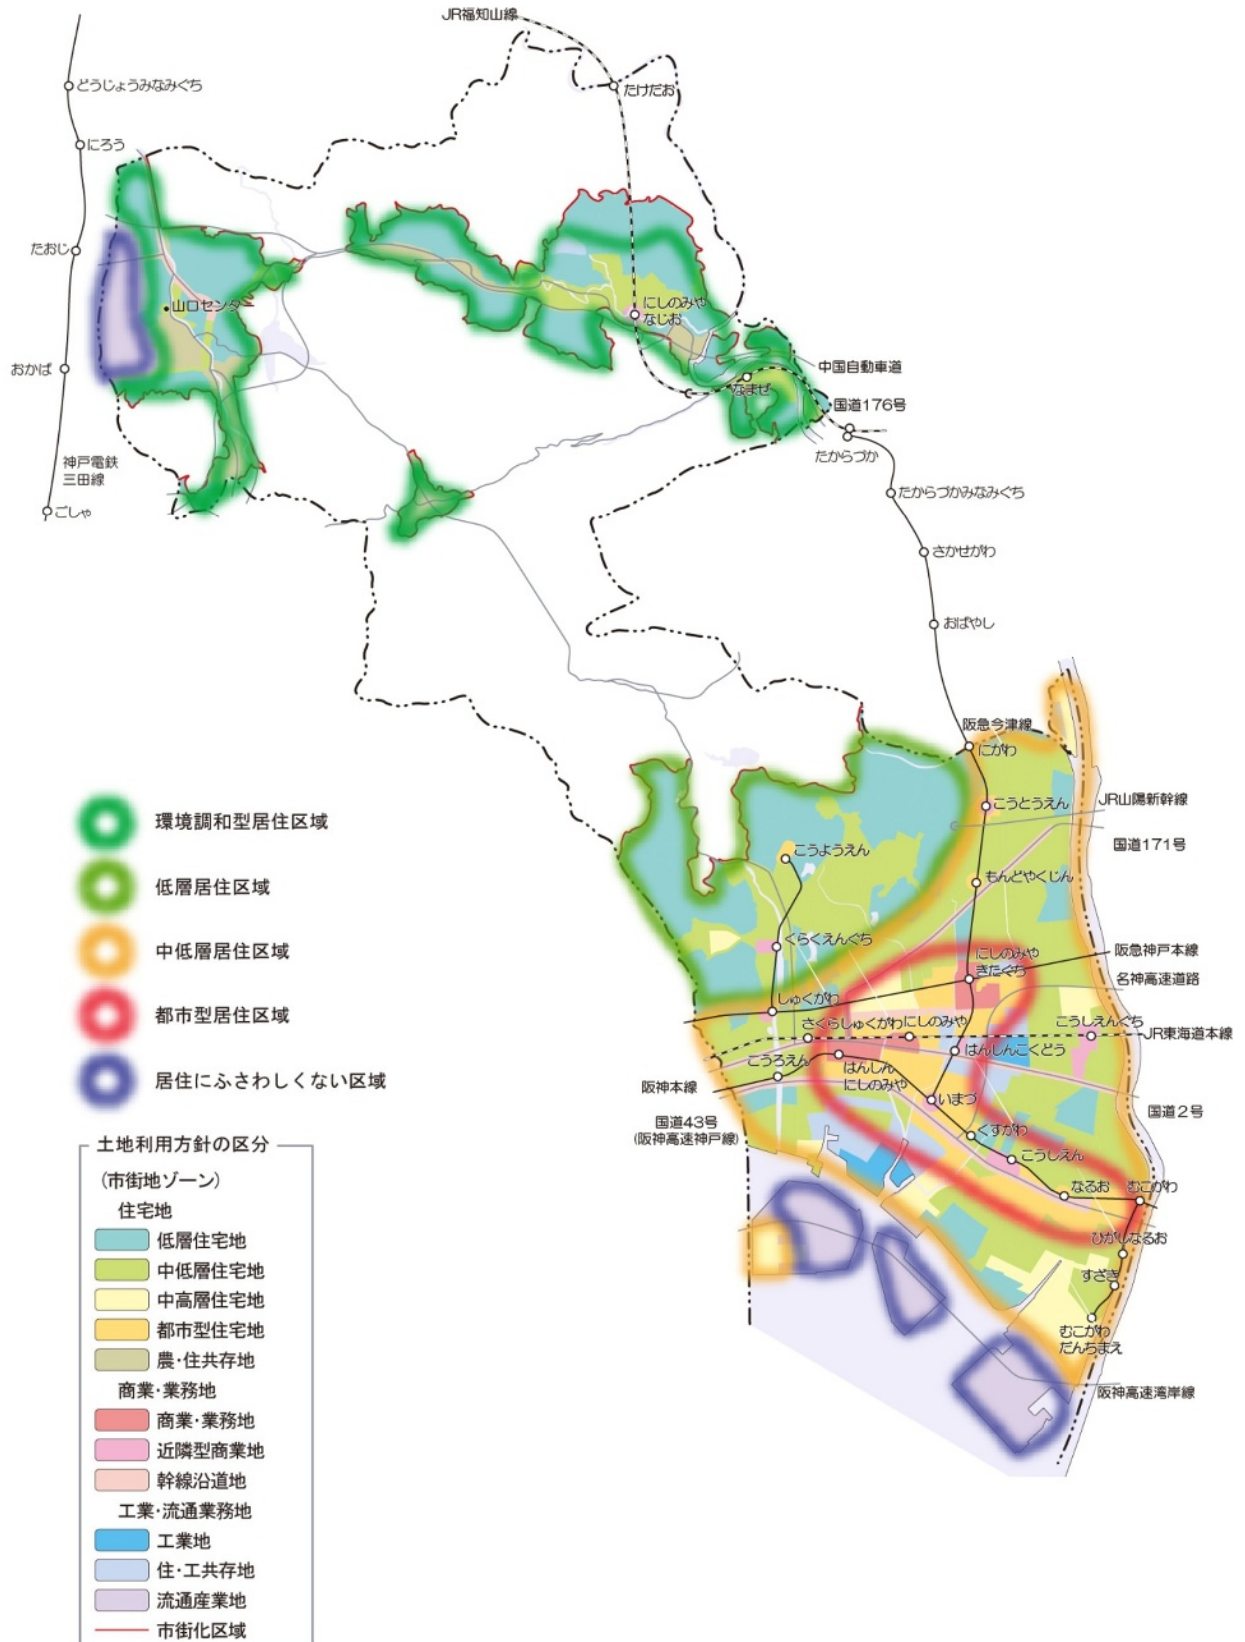 JR福知山線
どうじょうみなみぐち
たけだお
にろう
たおじ
山口センター
にしのみや
なじお
おかば
中国自動車道
なまぜ
国道176号
たからづか
神戸電鉄
三田線
たからづかみなみぐち
ごしゃ
さかせがわ
おばやし
阪急今津線
にがわ
JR山陽新幹線
こうとうえん
国道171号
こうようえん
もんどやくじん
くらくえんぐち
にしのみや
きたぐち
阪急神戸本線
名神高速道路
しゅくがわ
さくらしゅくがわ
にしのみや
こうしえんぐち
JR東海道本線
はんしんこくどう
こうろえん
はんしん
にしのみや
阪神本線
いまづ
国道2号
国道43号
(阪神高速神戸線)
くすがわ
こうしえん
なるお
むこがわ
ひがしなるお
すざき
むこがわ
だんちまえ
阪神高速湾岸線
環境調和型居住区域
低層居住区域
中低層居住区域
都市型居住区域
居住にふさわしくない区域
土地利用方針の区分
(市街地ゾーン)
住宅地
低層住宅地
中低層住宅地
中高層住宅地
都市型住宅地
農・住共存地
商業・業務地
商業・業務地
近隣型商業地
幹線沿道地
工業・流通業務地
工業地
住・工共存地
流通産業地
市街化区域